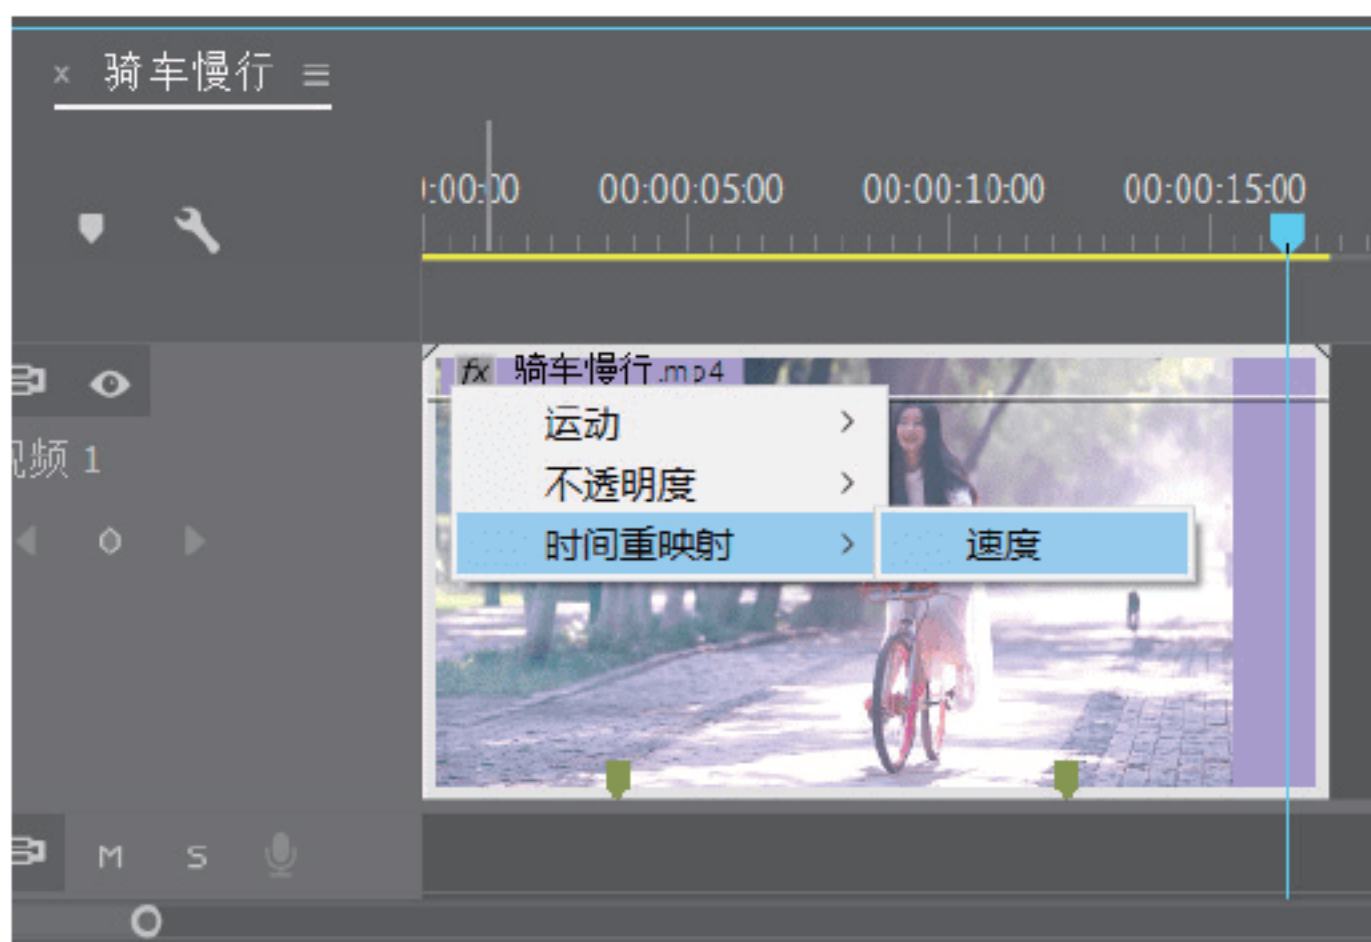 × 骑车慢行 ≡
:00:00 00:00:05:00 00:00:10:00 00:00:15:00
fx 骑车慢行.mp4
运动 >
不透明度 >
时间重映射 > 速度
视频 1
M S